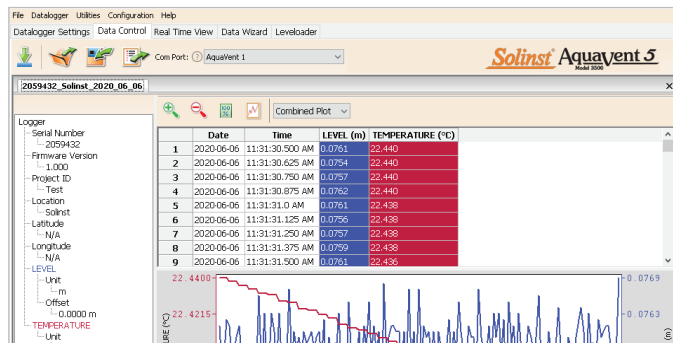 File Datalogger Utilities Configuration Help
Datalogger Settings Data Control Real Time View Data Wizard Leveloader
Com Port: ? AquaVent 1
Solinst® Aquavent 5
Model 3500
2059432_Solinst_2020_06_06
Combined Plot
Logger
Serial Number
2059432
Firmware Version
1.000
Project ID
Test
Location
Solinst
Latitude
N/A
Longitude
N/A
LEVEL
Unit
m
Offset
0.0000 m
TEMPERATURE
Unit
Date Time LEVEL (m) TEMPERATURE (°C)
1 2020-06-06 11:31:30.500 AM 0.0761 22.440
2 2020-06-06 11:31:30.625 AM 0.0754 22.440
3 2020-06-06 11:31:30.750 AM 0.0757 22.440
4 2020-06-06 11:31:30.875 AM 0.0762 22.440
5 2020-06-06 11:31:31.0 AM 0.0761 22.438
6 2020-06-06 11:31:31.125 AM 0.0756 22.438
7 2020-06-06 11:31:31.250 AM 0.0757 22.438
8 2020-06-06 11:31:31.375 AM 0.0759 22.438
9 2020-06-06 11:31:31.500 AM 0.0761 22.436
22.4400 0.0769
22.4215 0.0763
(°C)
(m)